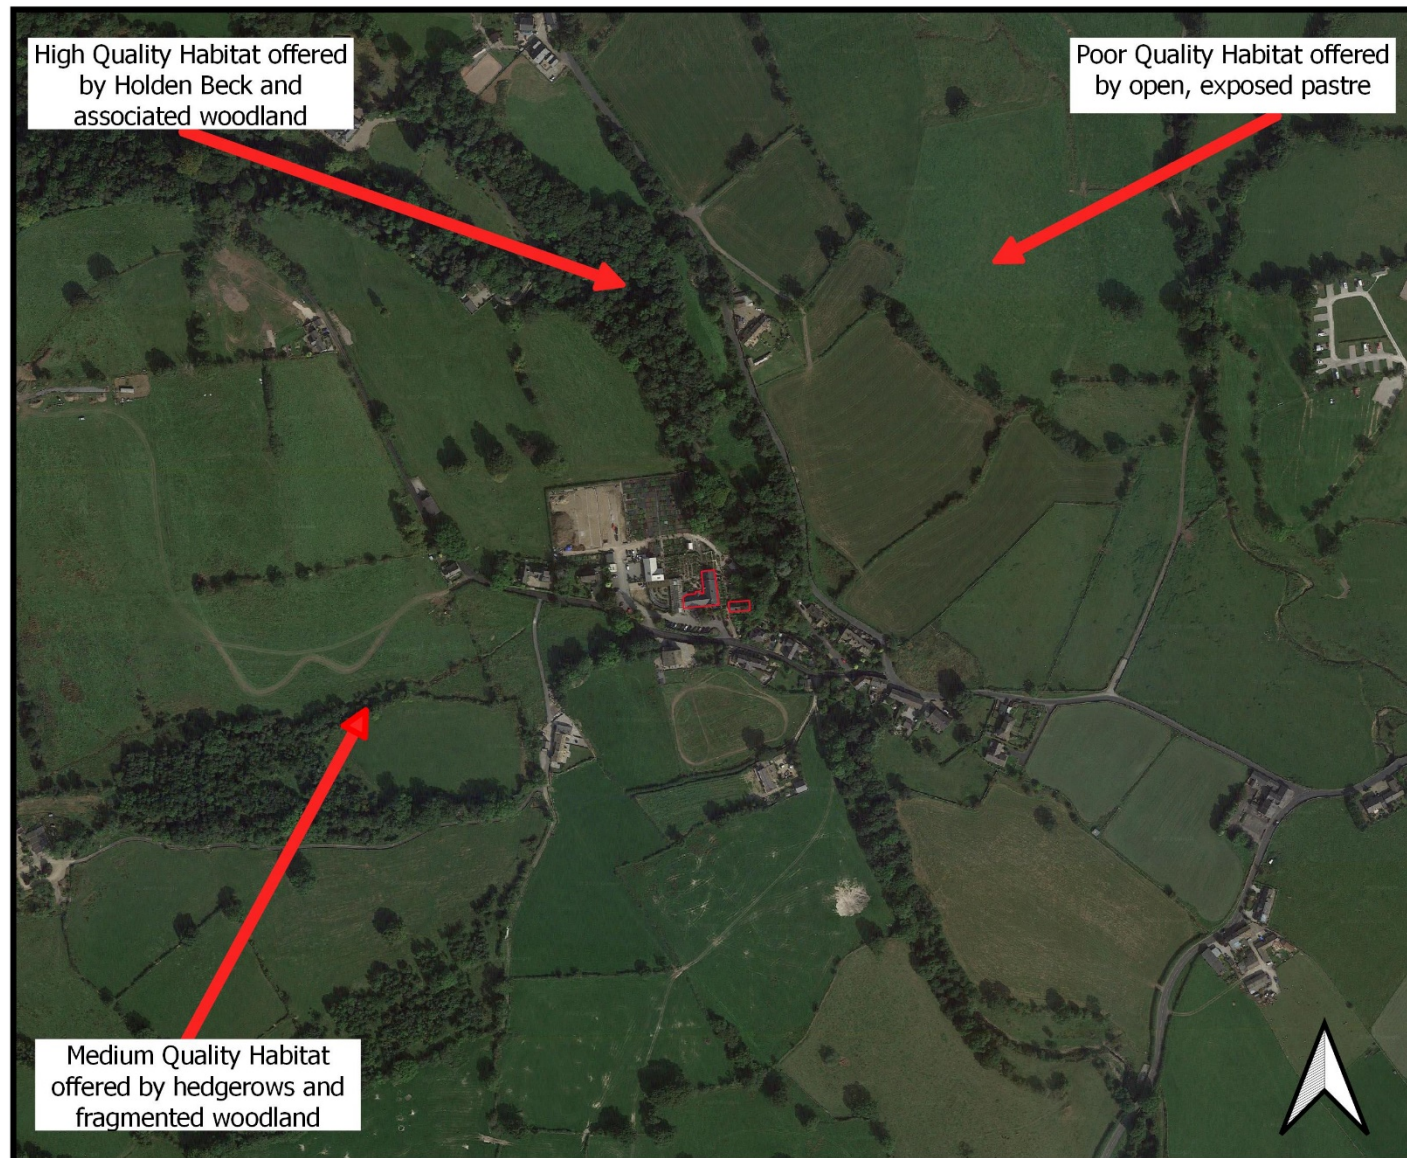 High Quality Habitat offered
by Holden Beck and
associated woodland
Poor Quality Habitat offered
by open, exposed pastre
Medium Quality Habitat
offered by hedgerows and
fragmented woodland